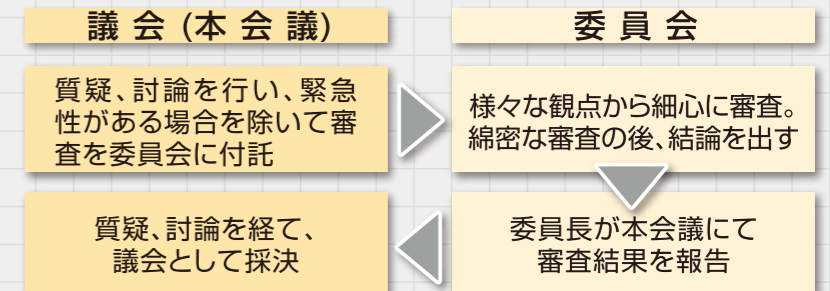 議会(本会議)
委員会
質疑、討論を行い、緊急
性がある場合を除いて審
査を委員会に付託
様々な観点から細心に審査。
綿密な審査の後、結論を出す
委員長が本会議にて
審査結果を報告
質疑、討論を経て、
議会として採決